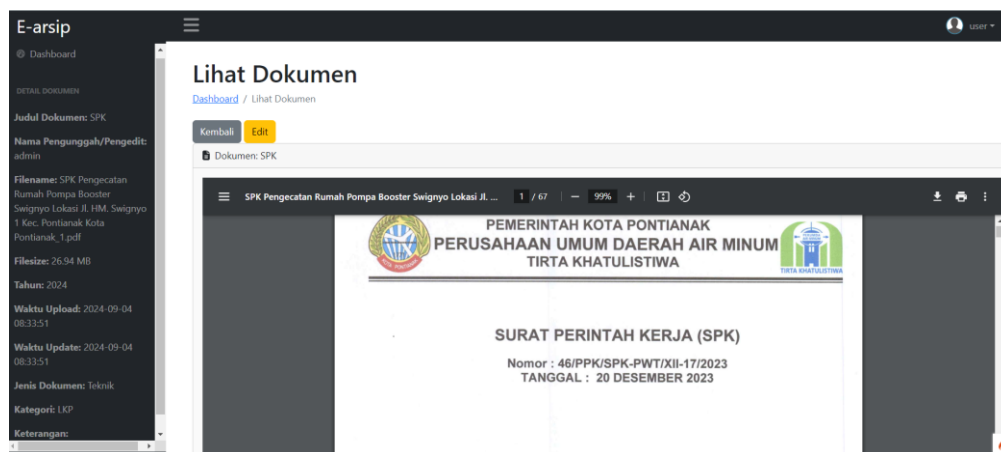 E-arsip
user
Dashboard
DETAIL DOKUMEN
Judul Dokumen: SPK
Nama Pengunggah/Pengedit:
admin
Filename: SPK Pengecatan
Rumah Pompa Booster
Swignyo Lokasi Jl. HM. Swignyo
1 Kec. Pontianak Kota
Pontianak_1.pdf
Filesize: 26.94 MB
Tahun: 2024
Waktu Upload: 2024-09-04
08:33:51
Waktu Update: 2024-09-04
08:33:51
Jenis Dokumen: Teknik
Kategori: LKP
Keterangan:
Lihat Dokumen
Dashboard / Lihat Dokumen
Kembali Edit
Dokumen: SPK
SPK Pengecatan Rumah Pompa Booster Swignyo Lokasi Jl. ... 1 / 67 — 99% +
PEMERINTAH KOTA PONTIANAK
PERUSAHAAN UMUM DAERAH AIR MINUM
TIRTA KHATULISTIWA
KOTA PONTIANAK
TIRTA KHATULISTIWA
SURAT PERINTAH KERJA (SPK)
Nomor : 46/PPK/SPK-PWT/XII-17/2023
TANGGAL : 20 DESEMBER 2023